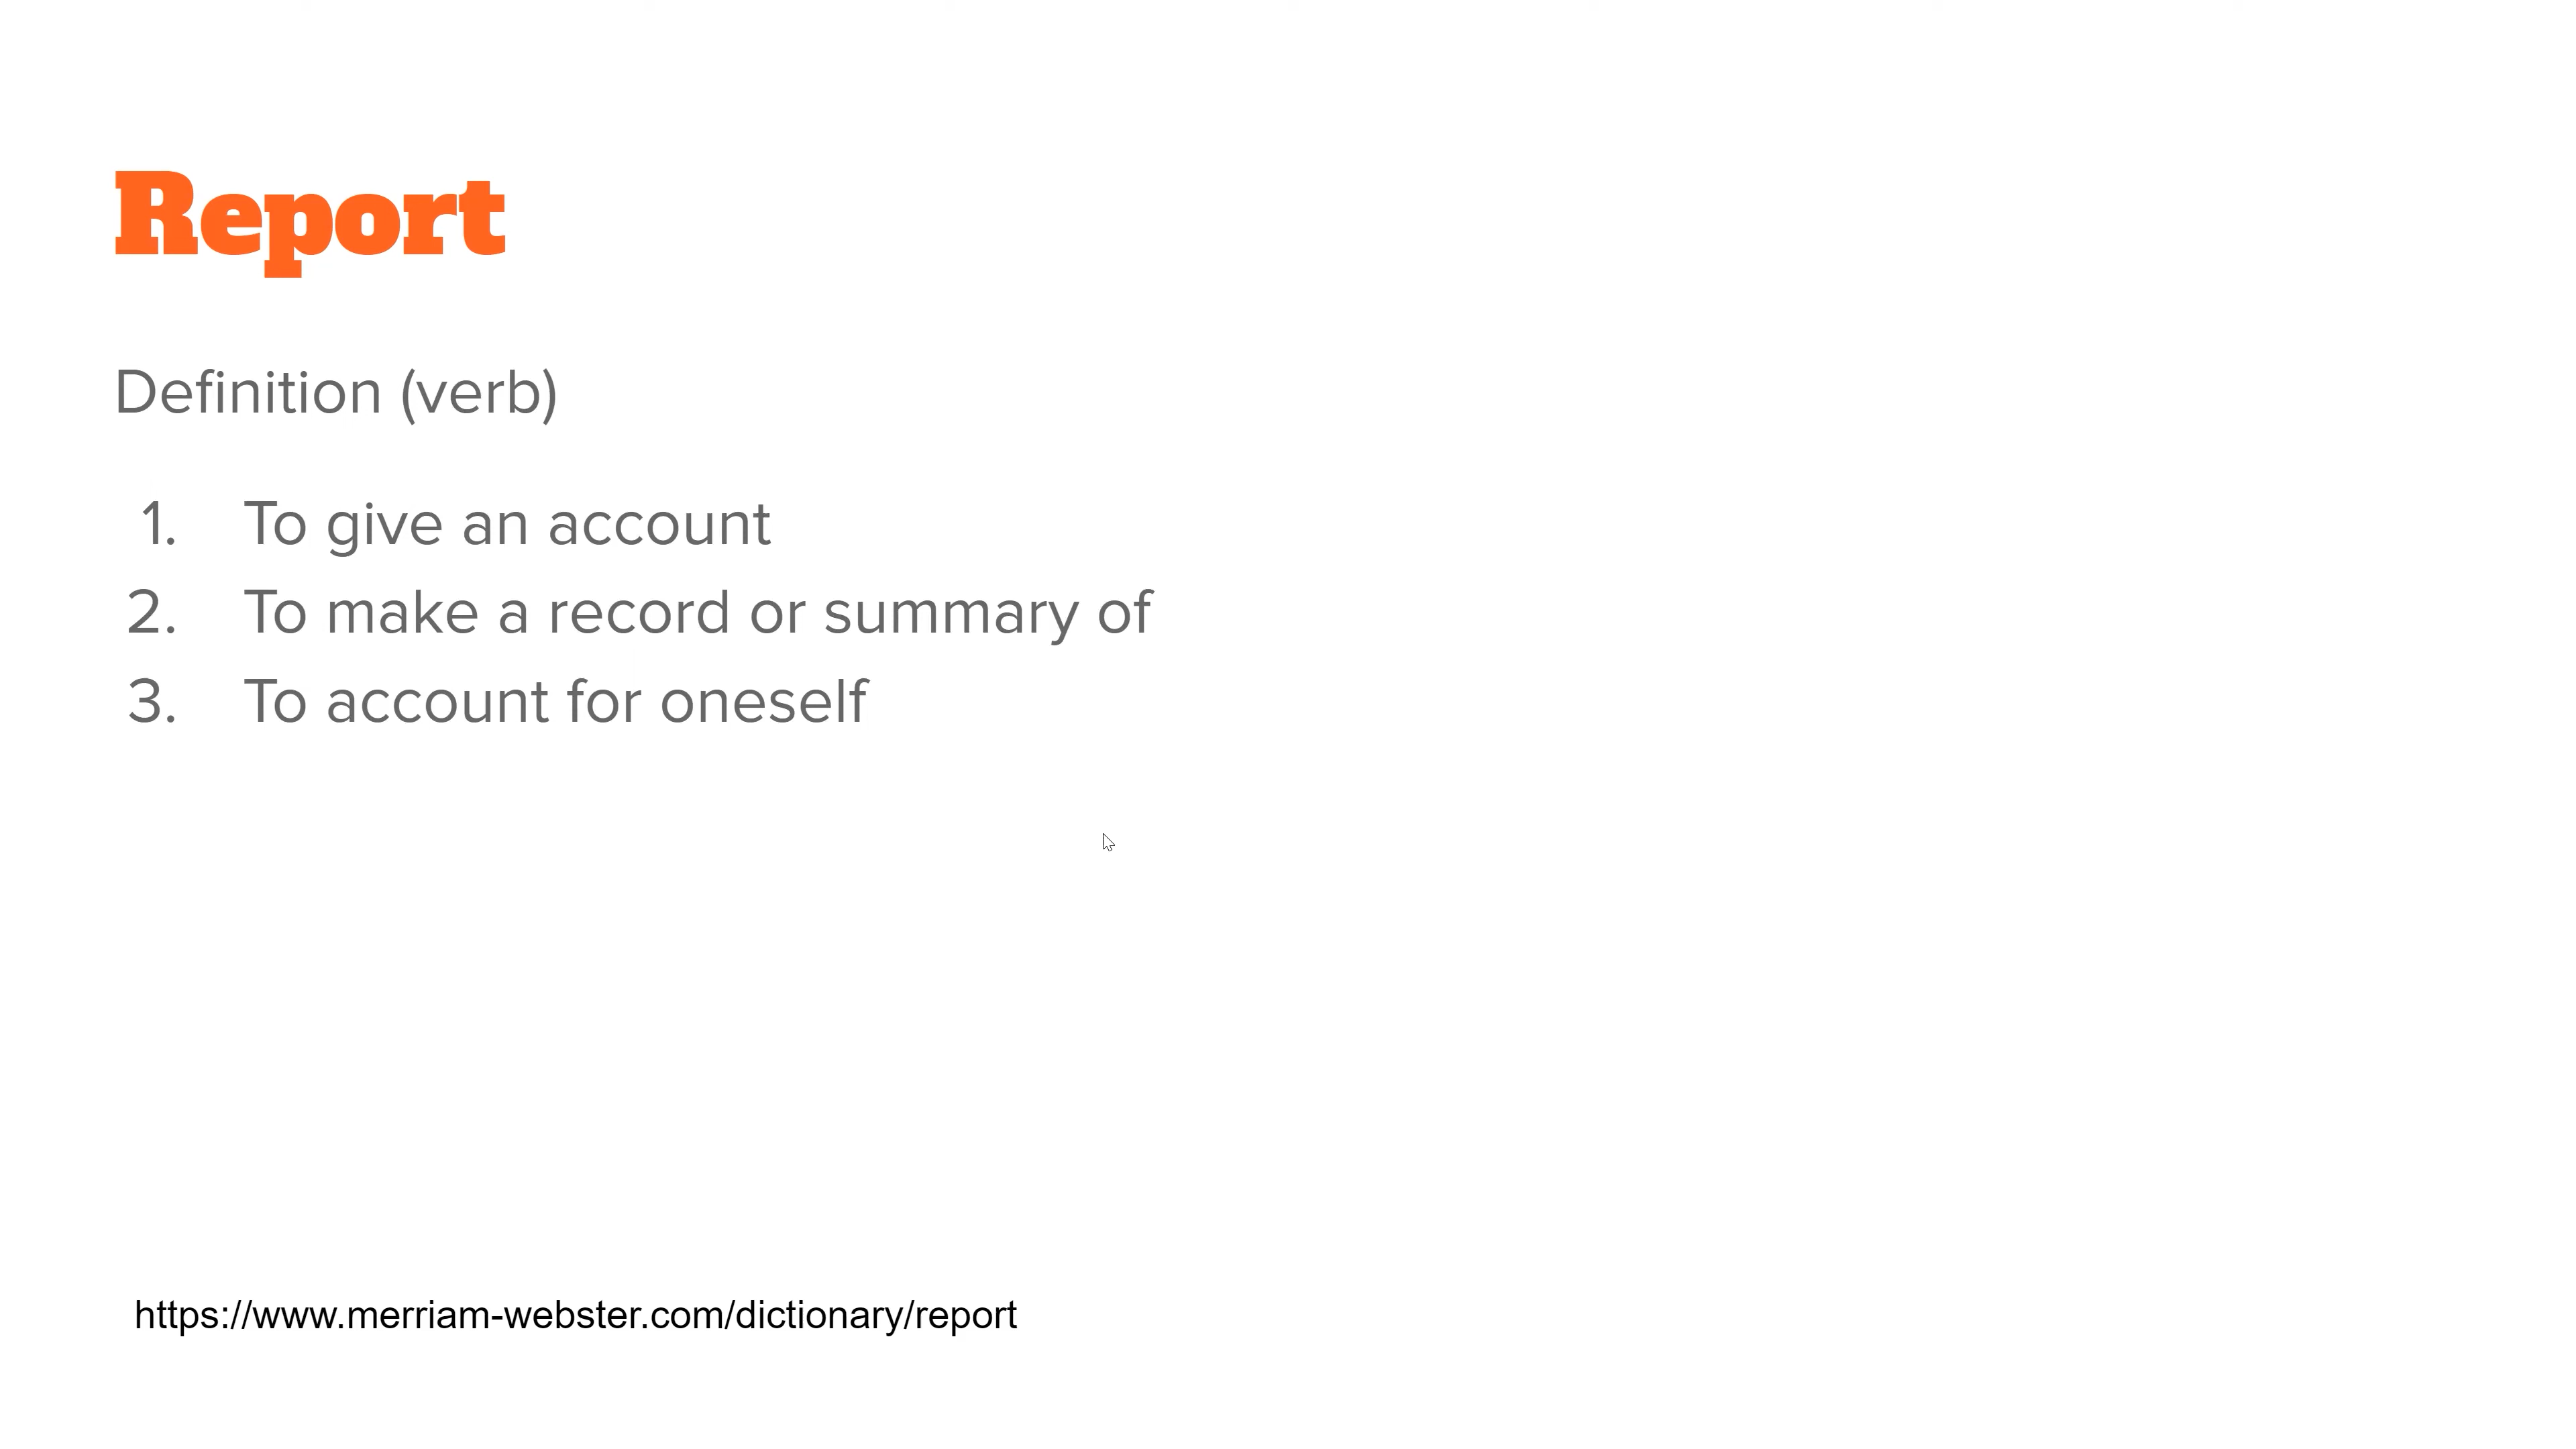 Report
Definition (verb)
1. To give an account
2. To make a record or summary of
3. To account for oneself
https://www.merriam-webster.com/dictionary/report